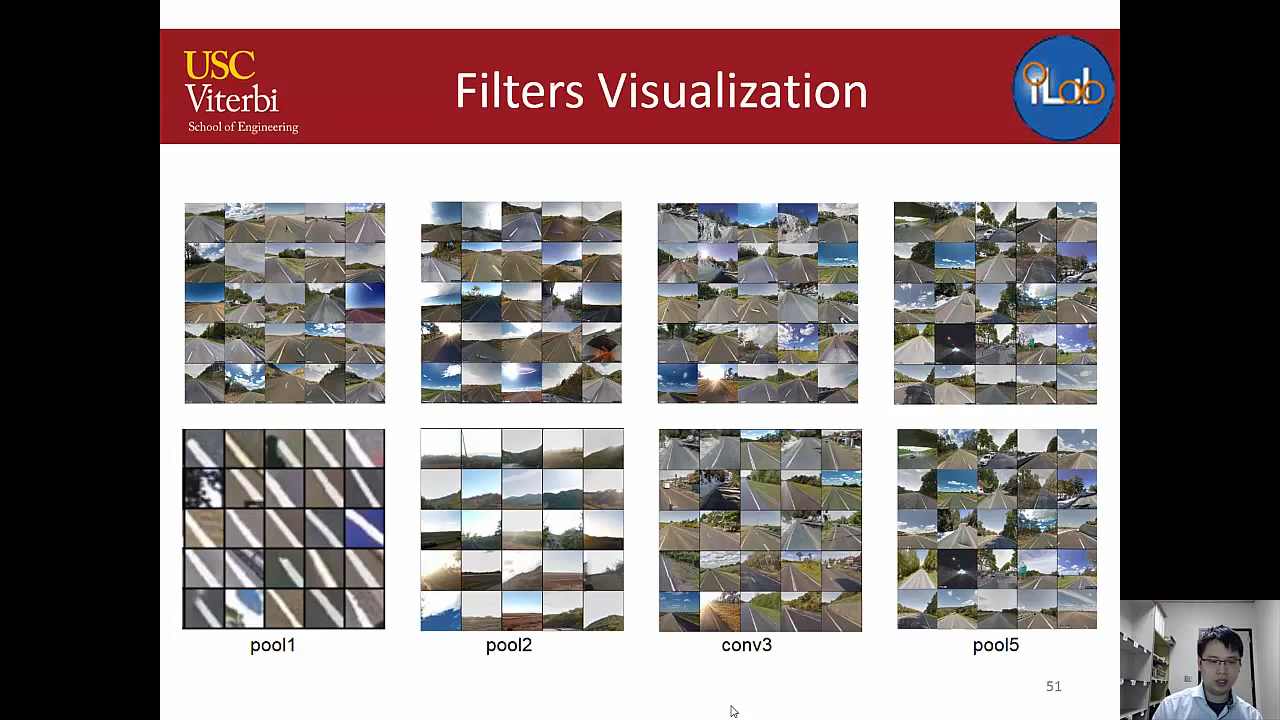 USC
Viterbi
School of Engineering
Filters Visualization
iLab
pool1
pool2
conv3
pool5
51